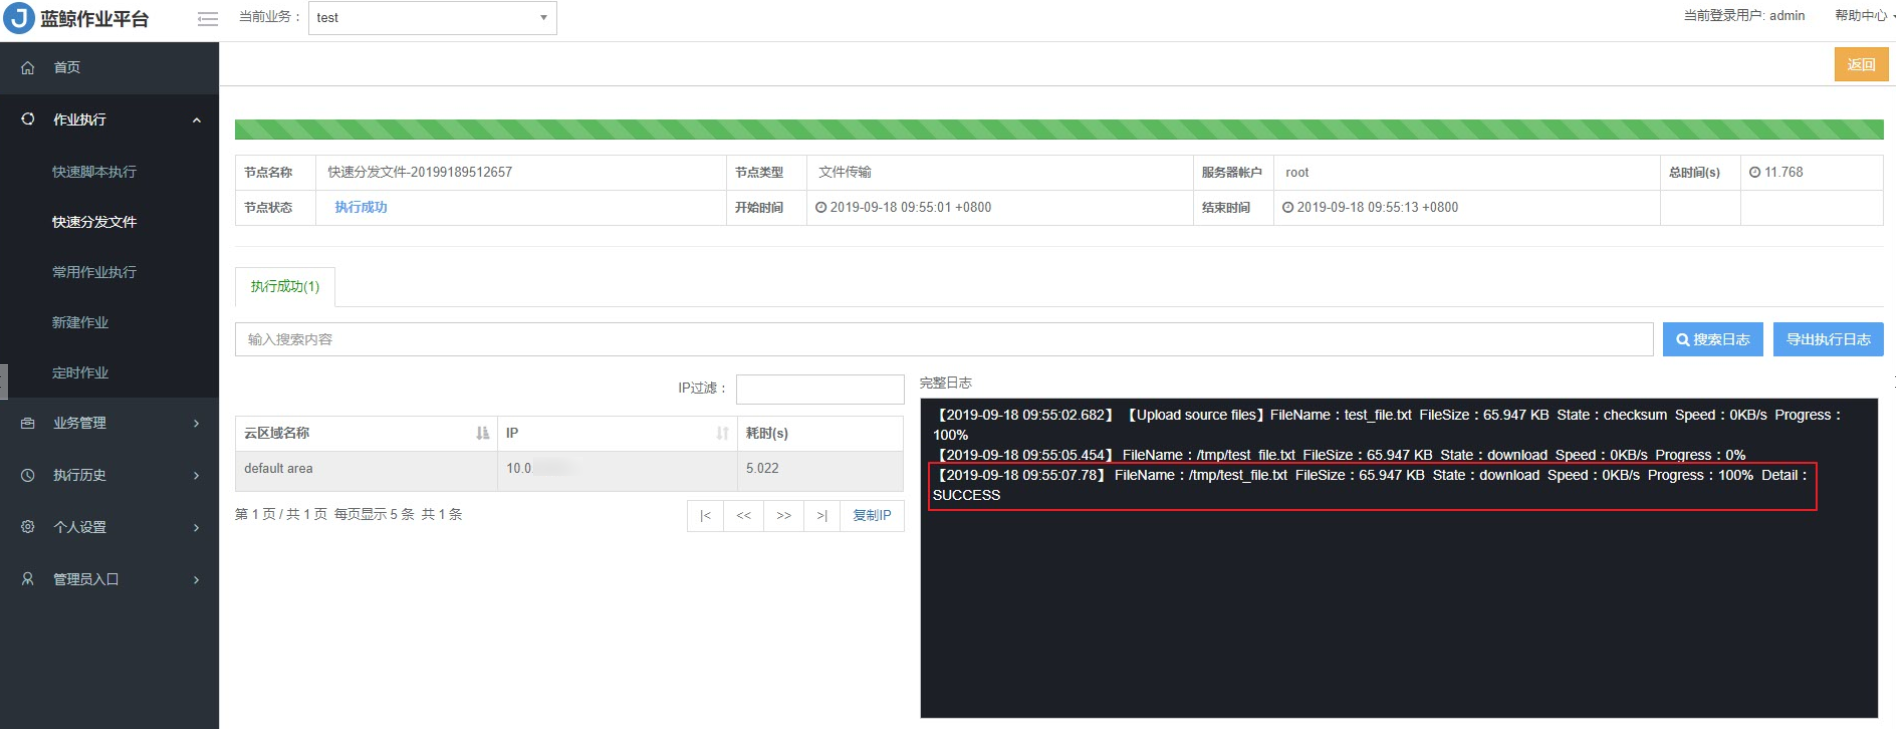 J 蓝鲸作业平台
当前业务： test
当前登录用户: admin 帮助中心
返回
首页
作业执行
快速脚本执行
快速分发文件
常用作业执行
新建作业
定时作业
业务管理
执行历史
个人设置
管理员入口
节点名称 快速分发文件-20199189512657 节点类型 文件传输 服务器帐户 root 总时间(s) 11.768
节点状态 执行成功 开始时间 2019-09-18 09:55:01 +0800 结束时间 2019-09-18 09:55:13 +0800
执行成功(1)
输入搜索内容 搜索日志 导出执行日志
IP过滤：
云区域名称 IP 耗时(s)
default area 10.0 5.022
第 1 页 / 共 1 页 每页显示 5 条 共 1 条 |< << >> >| 复制IP
完整日志
【2019-09-18 09:55:02.682】 【Upload source files】FileName：test_file.txt FileSize：65.947 KB State：checksum Speed：0KB/s Progress：
100%
【2019-09-18 09:55:05.454】 FileName：/tmp/test_file.txt FileSize：65.947 KB State：download Speed：0KB/s Progress：0%
【2019-09-18 09:55:07.78】 FileName：/tmp/test_file.txt FileSize：65.947 KB State：download Speed：0KB/s Progress：100% Detail：
SUCCESS